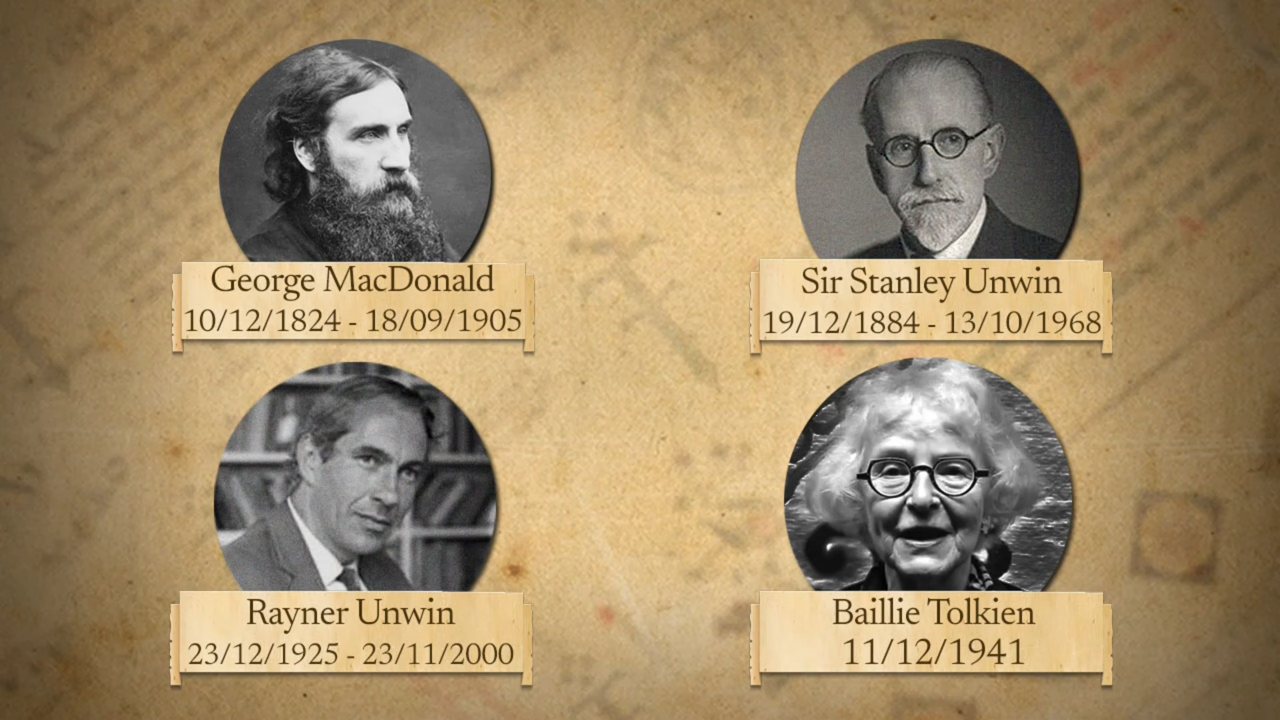 George MacDonald
10/12/1824 - 18/09/1905
Sir Stanley Unwin
19/12/1884 - 13/10/1968
Rayner Unwin
23/12/1925 - 23/11/2000
Baillie Tolkien
11/12/1941